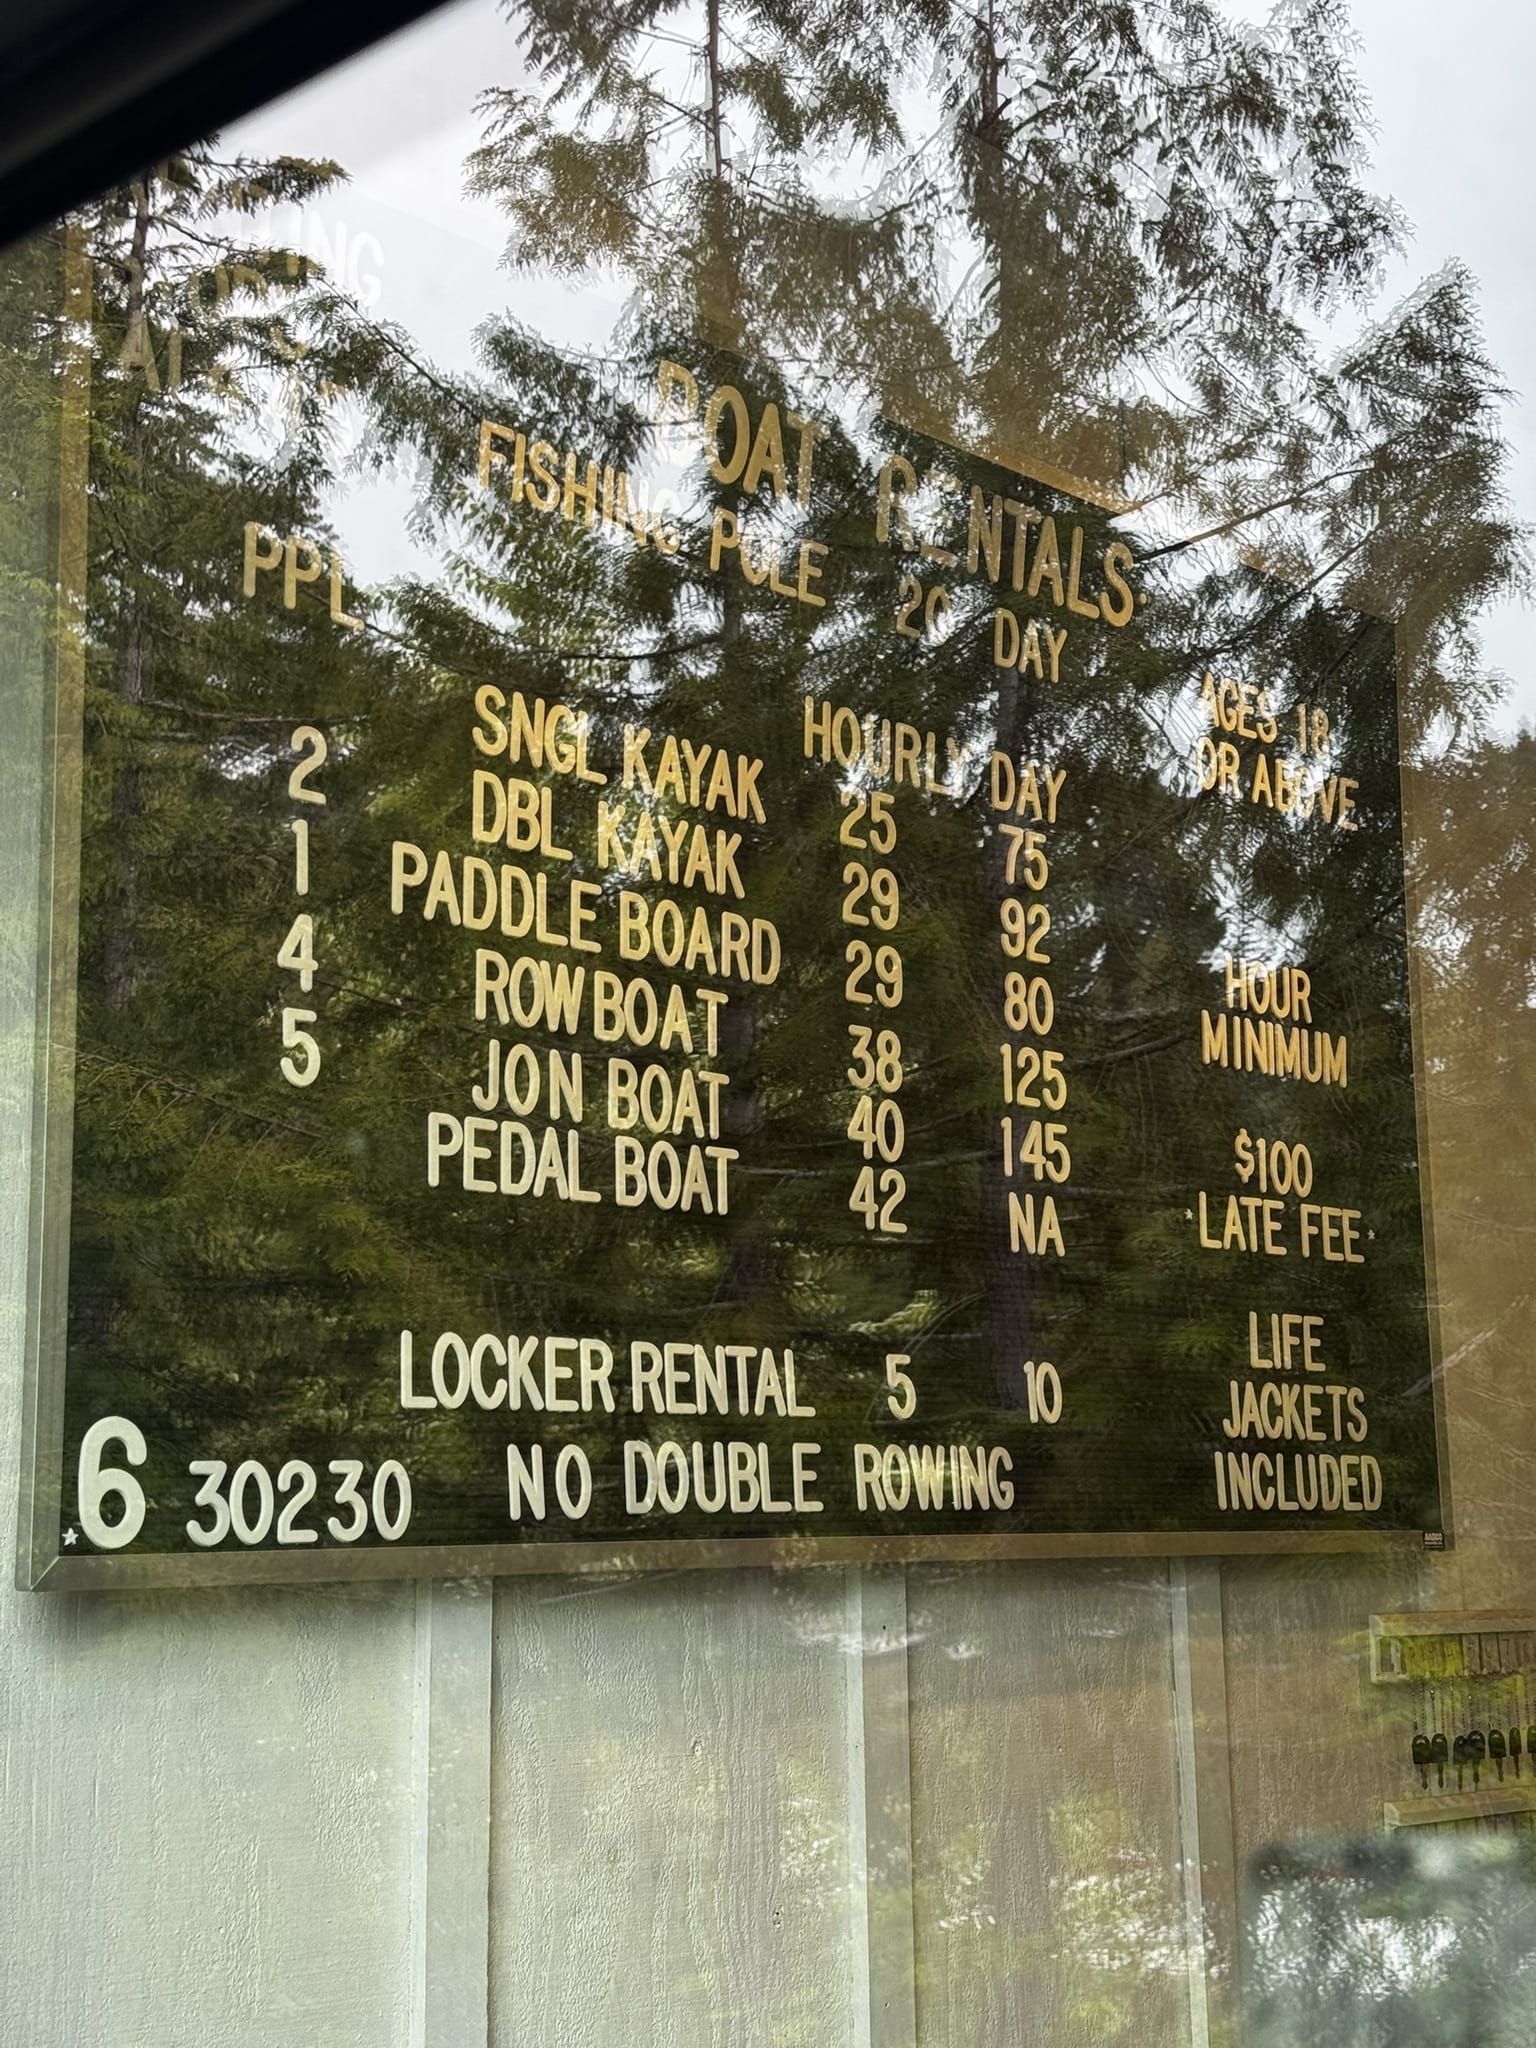 BOAT RENTALS
FISHING POLE 20 DAY
PPL
HOURLY DAY
AGES 18
OR ABOVE
SNGL KAYAK 25 75
2 DBL KAYAK 29 92
1 PADDLE BOARD 29 80
4 ROWBOAT 38 125
5 JON BOAT 40 145
PEDAL BOAT 42 NA
HOUR
MINIMUM
$100
*LATE FEE*
LOCKER RENTAL 5 10
LIFE
JACKETS
INCLUDED
6 30230 NO DOUBLE ROWING